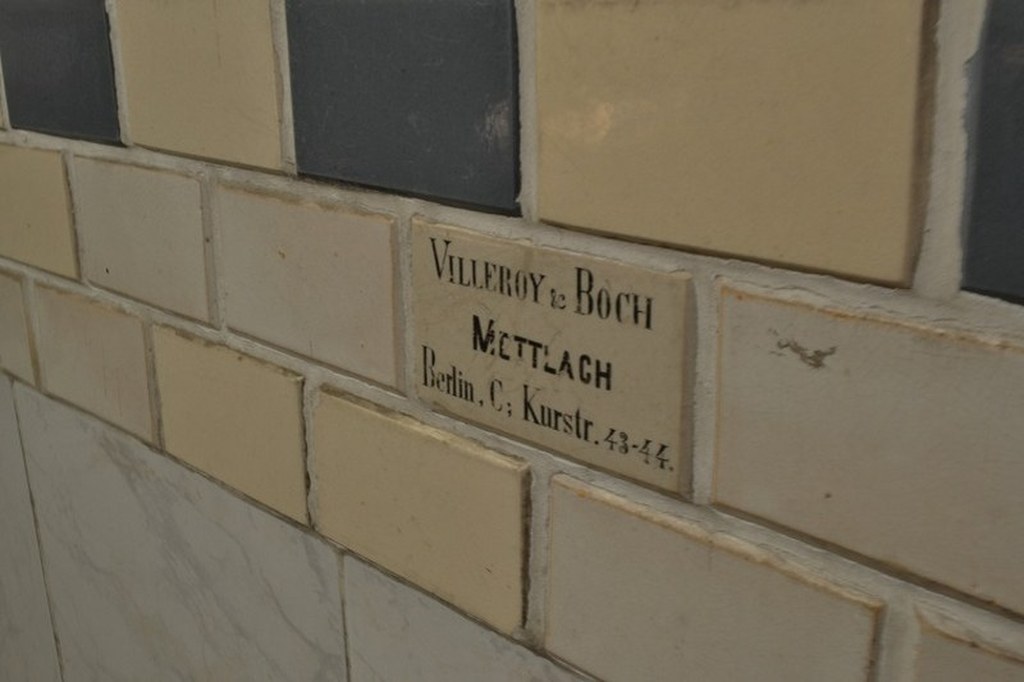 VILLEROY & BOCH
METTLACH
Berlin, C; Kurstr. 43-44.